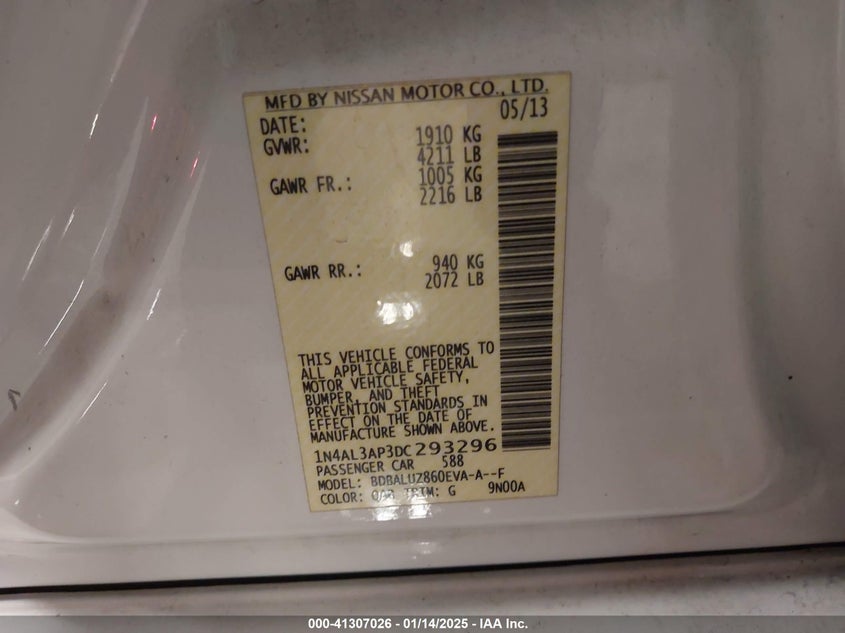 MFD BY NISSAN MOTOR CO., LTD.
DATE: 05/13
GVWR: 1910 KG
4211 LB
GAWR FR.: 1005 KG
2216 LB
GAWR RR.: 940 KG
2072 LB
THIS VEHICLE CONFORMS TO
ALL APPLICABLE FEDERAL
MOTOR VEHICLE SAFETY,
BUMPER, AND THEFT
PREVENTION STANDARDS IN
EFFECT ON THE DATE OF
MANUFACTURE SHOWN ABOVE.
1N4AL3AP3DC293296
PASSENGER CAR 588
MODEL: BDBALUZ860EVA-A--F
COLOR: QAB TRIM: G 9N00A
000-41307026 - 01/14/2025 - IAA Inc.